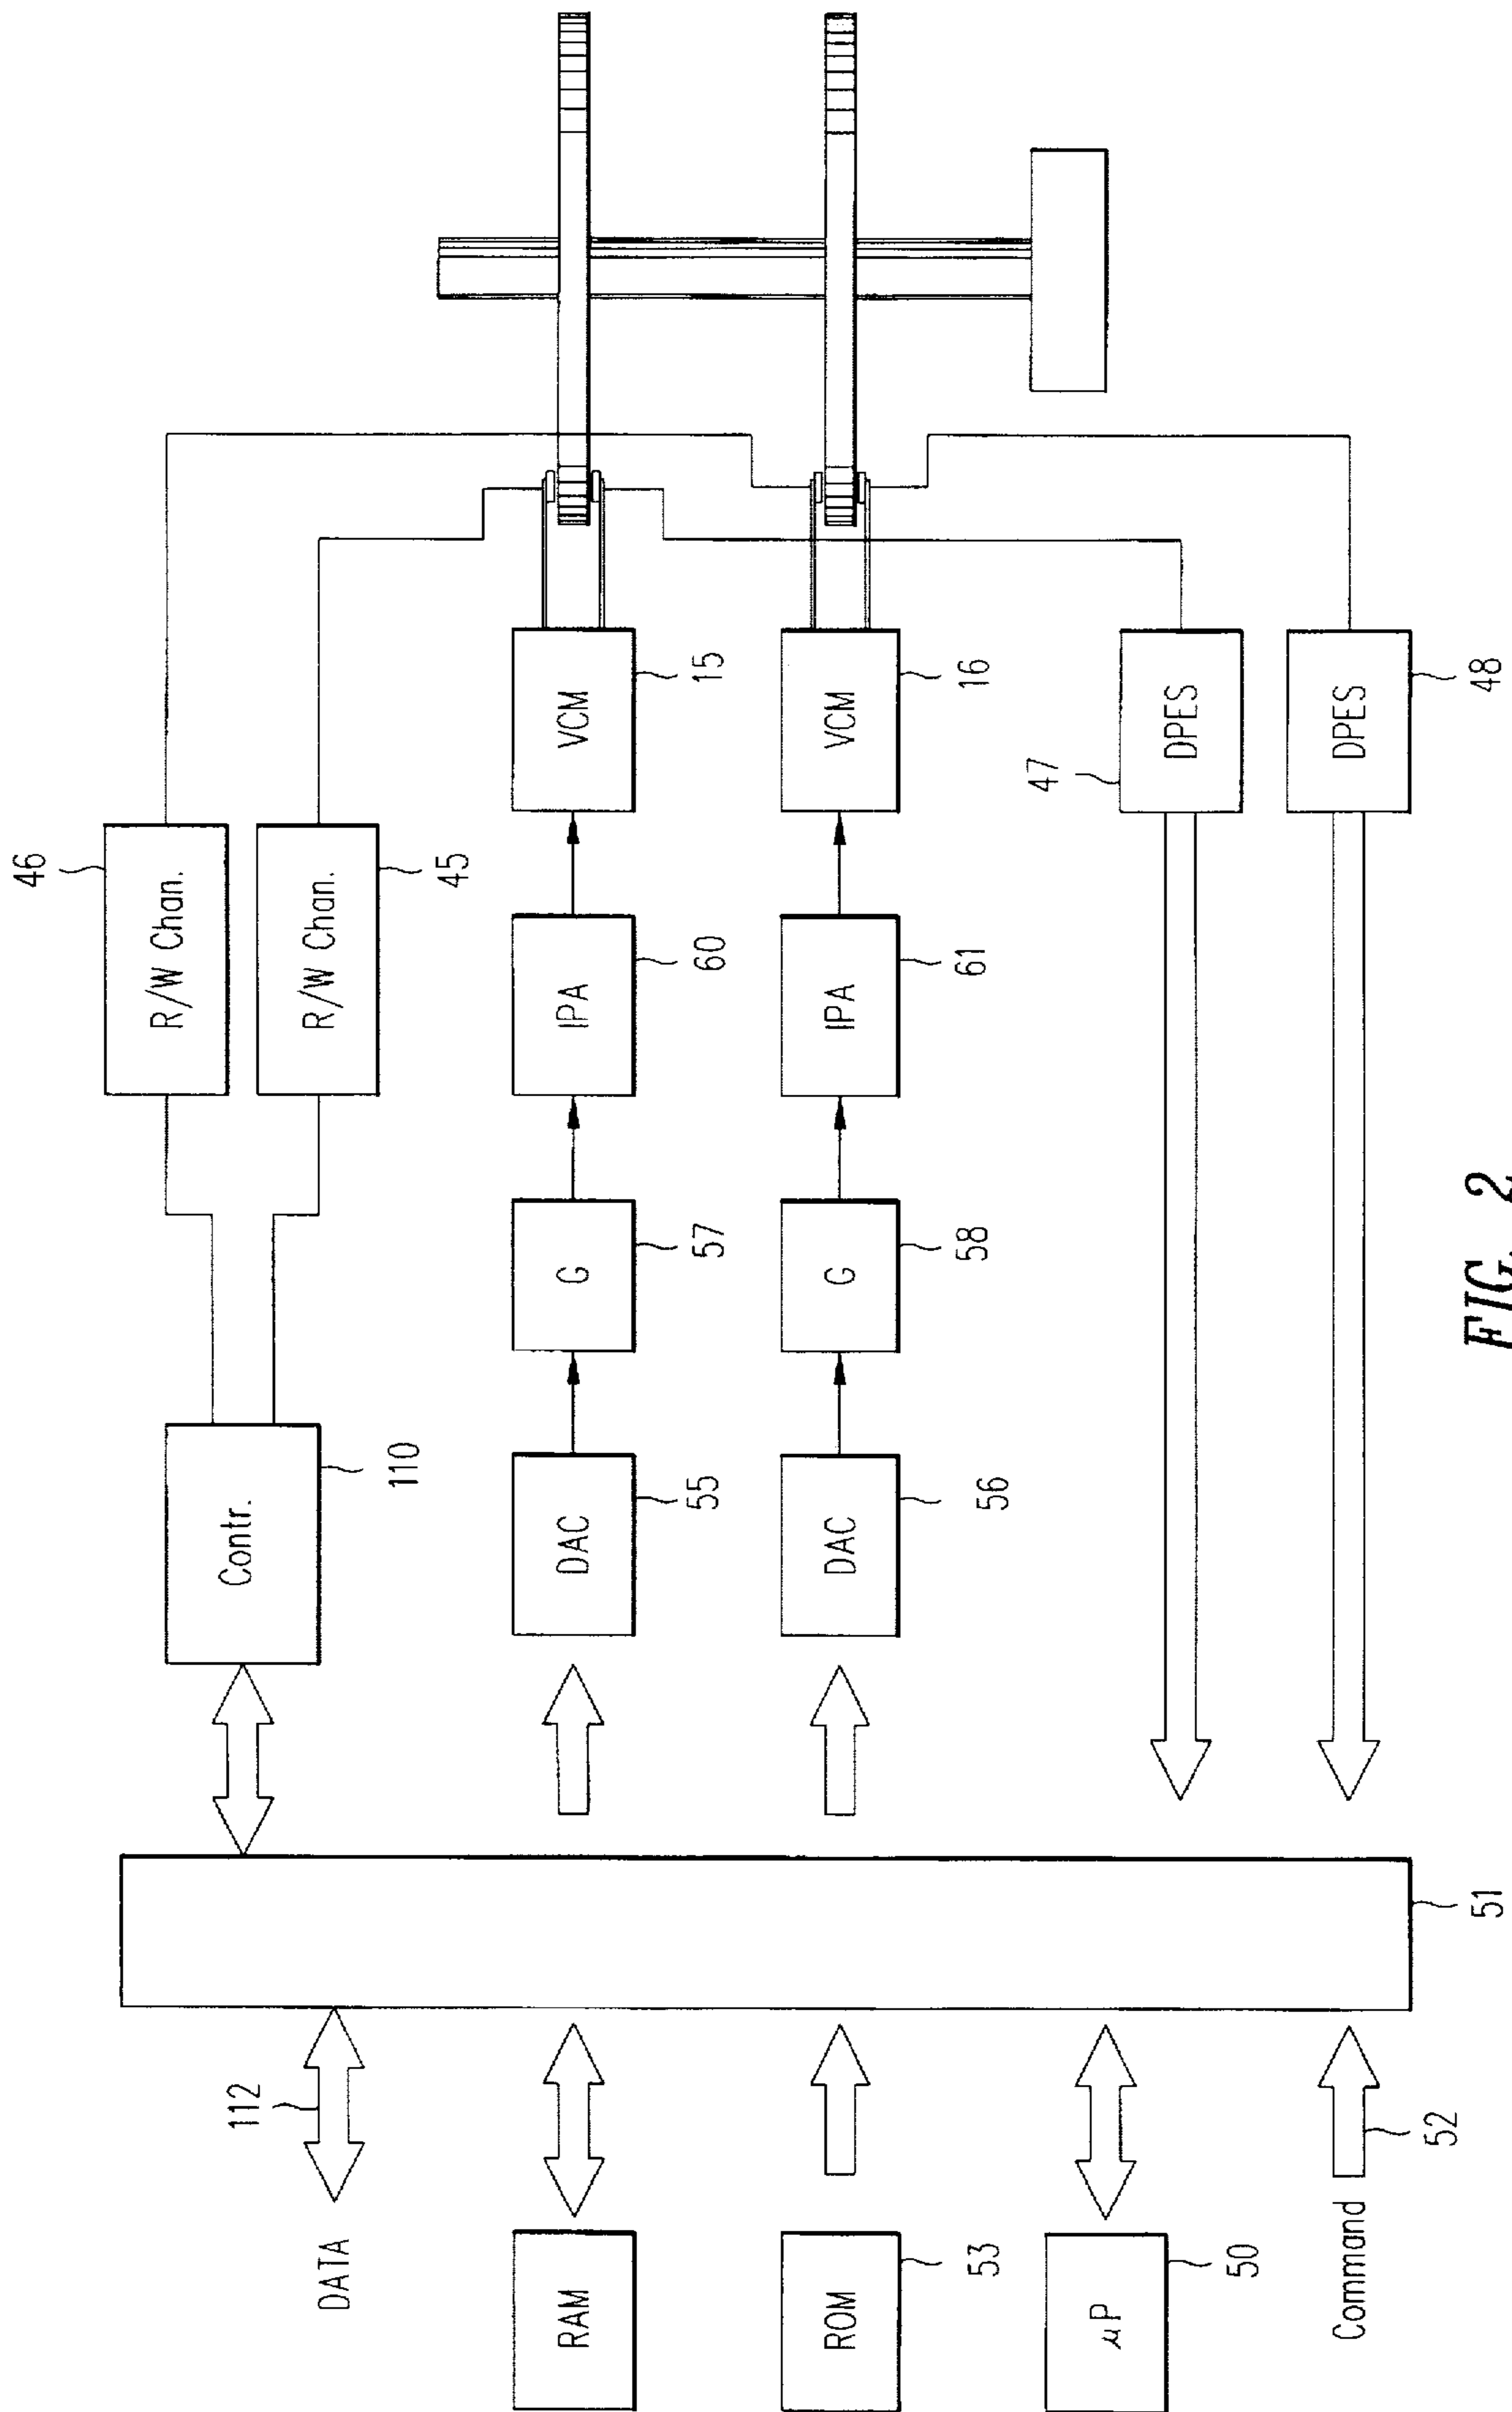 46
R/W Chan.
R/W Chan.
45
Contr.
110
112
DATA
RAM
DAC
55
G
57
IPA
60
VCM
15
ROM
53
DAC
56
G
58
IPA
61
VCM
16
μP
50
47
DPES
DPES
48
Command
52
51
FIG. 2